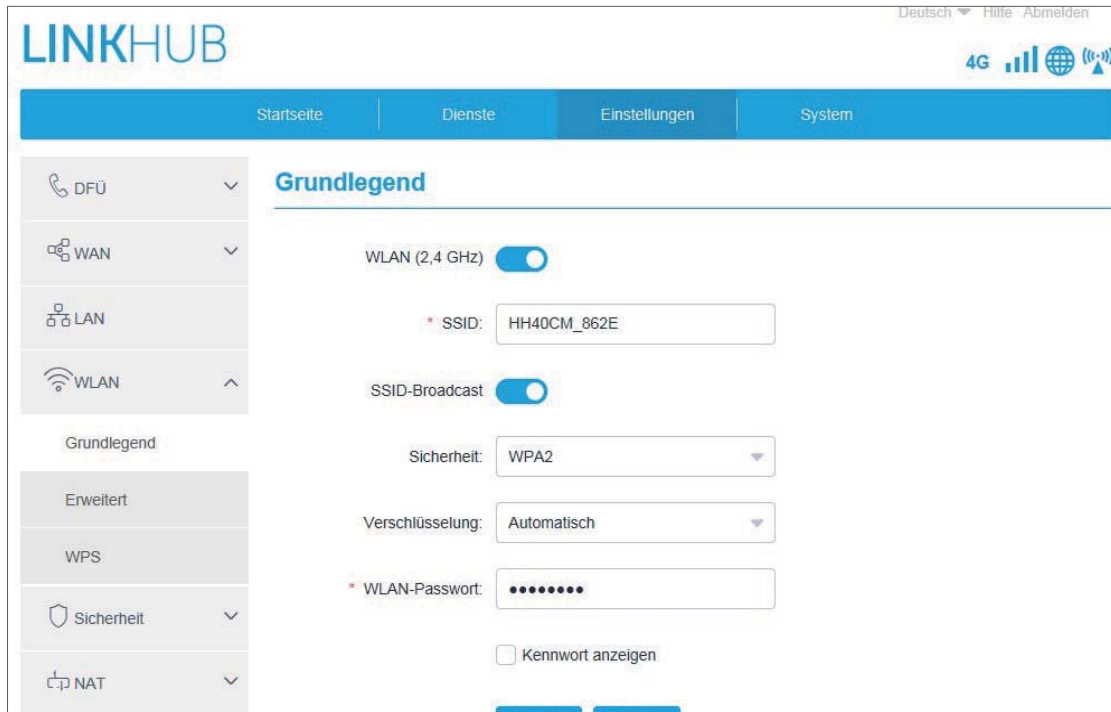 Deutsch Hilfe Abmelden
LINKHUB
4G
Startseite Dienste Einstellungen System
DFÜ
WAN
LAN
WLAN
Grundlegend
Erweitert
WPS
Sicherheit
NAT
Grundlegend
WLAN (2,4 GHz)
* SSID: HH40CM_862E
SSID-Broadcast
Sicherheit: WPA2
Verschlüsselung: Automatisch
* WLAN-Passwort: ••••••••
Kennwort anzeigen